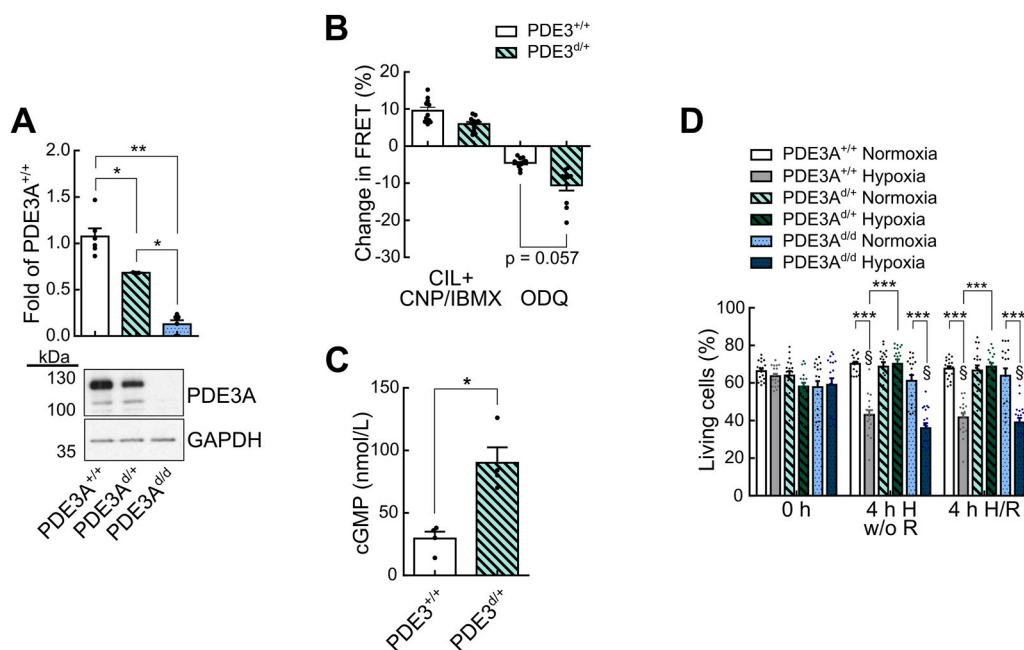 A
Fold of PDE3A+/+
2.0
1.5
1.0
0.5
0.0
**
*
*
kDa
130
100
35
PDE3A
GAPDH
PDE3A+/+
PDE3Ad/+
PDE3Ad/d
B
PDE3+/+
PDE3d/+
Change in FRET (%)
20
10
0
-10
-20
-30
p = 0.057
CIL+
CNP/IBMX
ODQ
C
cGMP (nmol/L)
150
100
50
0
*
PDE3+/+
PDE3d/+
D
PDE3A+/+ Normoxia
PDE3A+/+ Hypoxia
PDE3Ad/+ Normoxia
PDE3Ad/+ Hypoxia
PDE3Ad/d Normoxia
PDE3Ad/d Hypoxia
Living cells (%)
100
80
60
40
20
0
*** ***
*** *** *** ***
§ § § §
0 h
4 h H
w/o R
4 h H/R